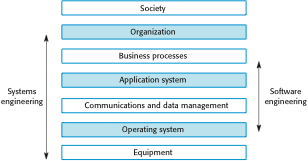 Society
Organization
Business processes
Application system
Communications and data management
Operating system
Equipment
Systems
engineering
Software
engineering